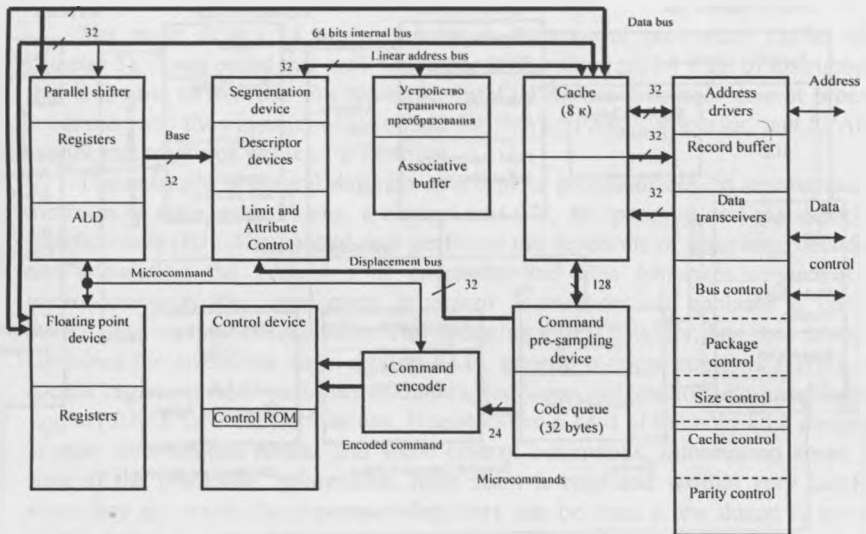 Data bus
32
64 bits internal bus
Linear address bus
32
Parallel shifter
Registers
ALD
Base
32
Segmentation
device
Descriptor
devices
Limit and
Attribute
Control
Устройство
страничного
преобразования
Associative
buffer
Cache
(8 к)
32
32
32
Address
drivers
Record buffer
Data
transceivers
Bus control
Package
control
Size control
Cache control
Parity control
Address
Data
control
Microcommand
Displacement bus
32
128
Floating point
device
Registers
Control device
Control ROM
Command
encoder
Encoded command
24
Command
pre-sampling
device
Code queue
(32 bytes)
Microcommands